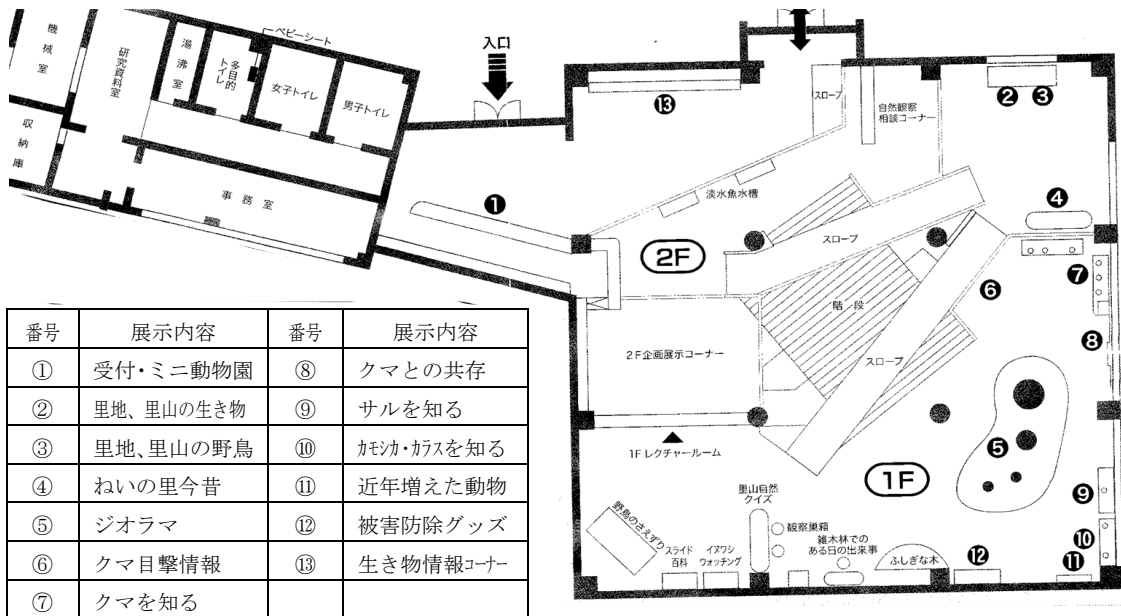 機械室
研究資料室
湯沸室
多目的
トイレ
ベビーシート
女子トイレ
男子トイレ
収納庫
事務室
入口
❶
⓭
スロープ
自然観察
相談コーナー
❷ ❸
淡水魚水槽
❹
スロープ
2F
❼
❻
階段
❽
2F企画展示コーナー
スロープ
1Fレクチャールーム
❺
1F
❾
里山自然
クイズ
野鳥のさえずり
観察巣箱
雑木林での
ある日の出来事
スライド
百科
イヌワシ
ウォッチング
ふしぎな木
⓬
❿
⓫
番号 展示内容 番号 展示内容
① 受付・ミニ動物園 ⑧ クマとの共存
② 里地、里山の生き物 ⑨ サルを知る
③ 里地、里山の野鳥 ⑩ ｶﾓｼｶ・ｶﾗｽを知る
④ ねいの里今昔 ⑪ 近年増えた動物
⑤ ジオラマ ⑫ 被害防除グッズ
⑥ クマ目撃情報 ⑬ 生き物情報ｺｰﾅｰ
⑦ クマを知る